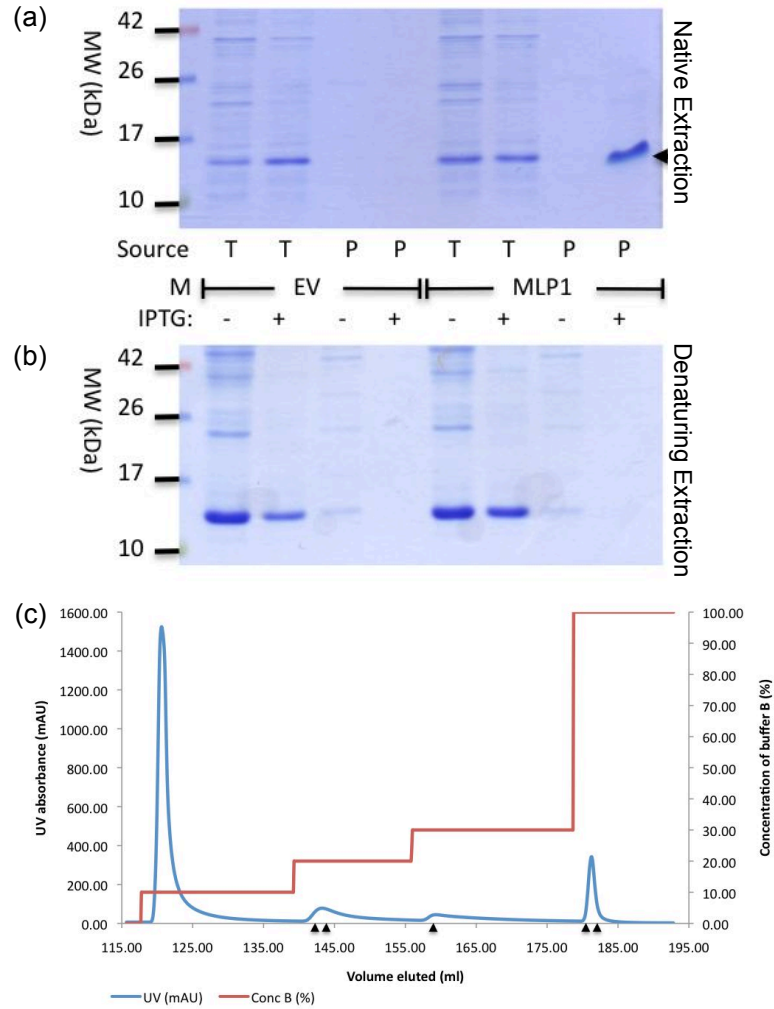 (a)
MW (kDa)
42
26
17
10
Native Extraction
Source T T P P T T P P
M EV MLP1
IPTG: - + - + - + - +
(b)
MW (kDa)
42
26
17
10
Denaturing Extraction
(c)
UV absorbance (mAU)
1600.00
1400.00
1200.00
1000.00
800.00
600.00
400.00
200.00
0.00
100.00
90.00
80.00
70.00
60.00
50.00
40.00
30.00
20.00
10.00
0.00
Concentration of buffer B (%)
115.00 125.00 135.00 145.00 155.00 165.00 175.00 185.00 195.00
Volume eluted (ml)
UV (mAU) Conc B (%)